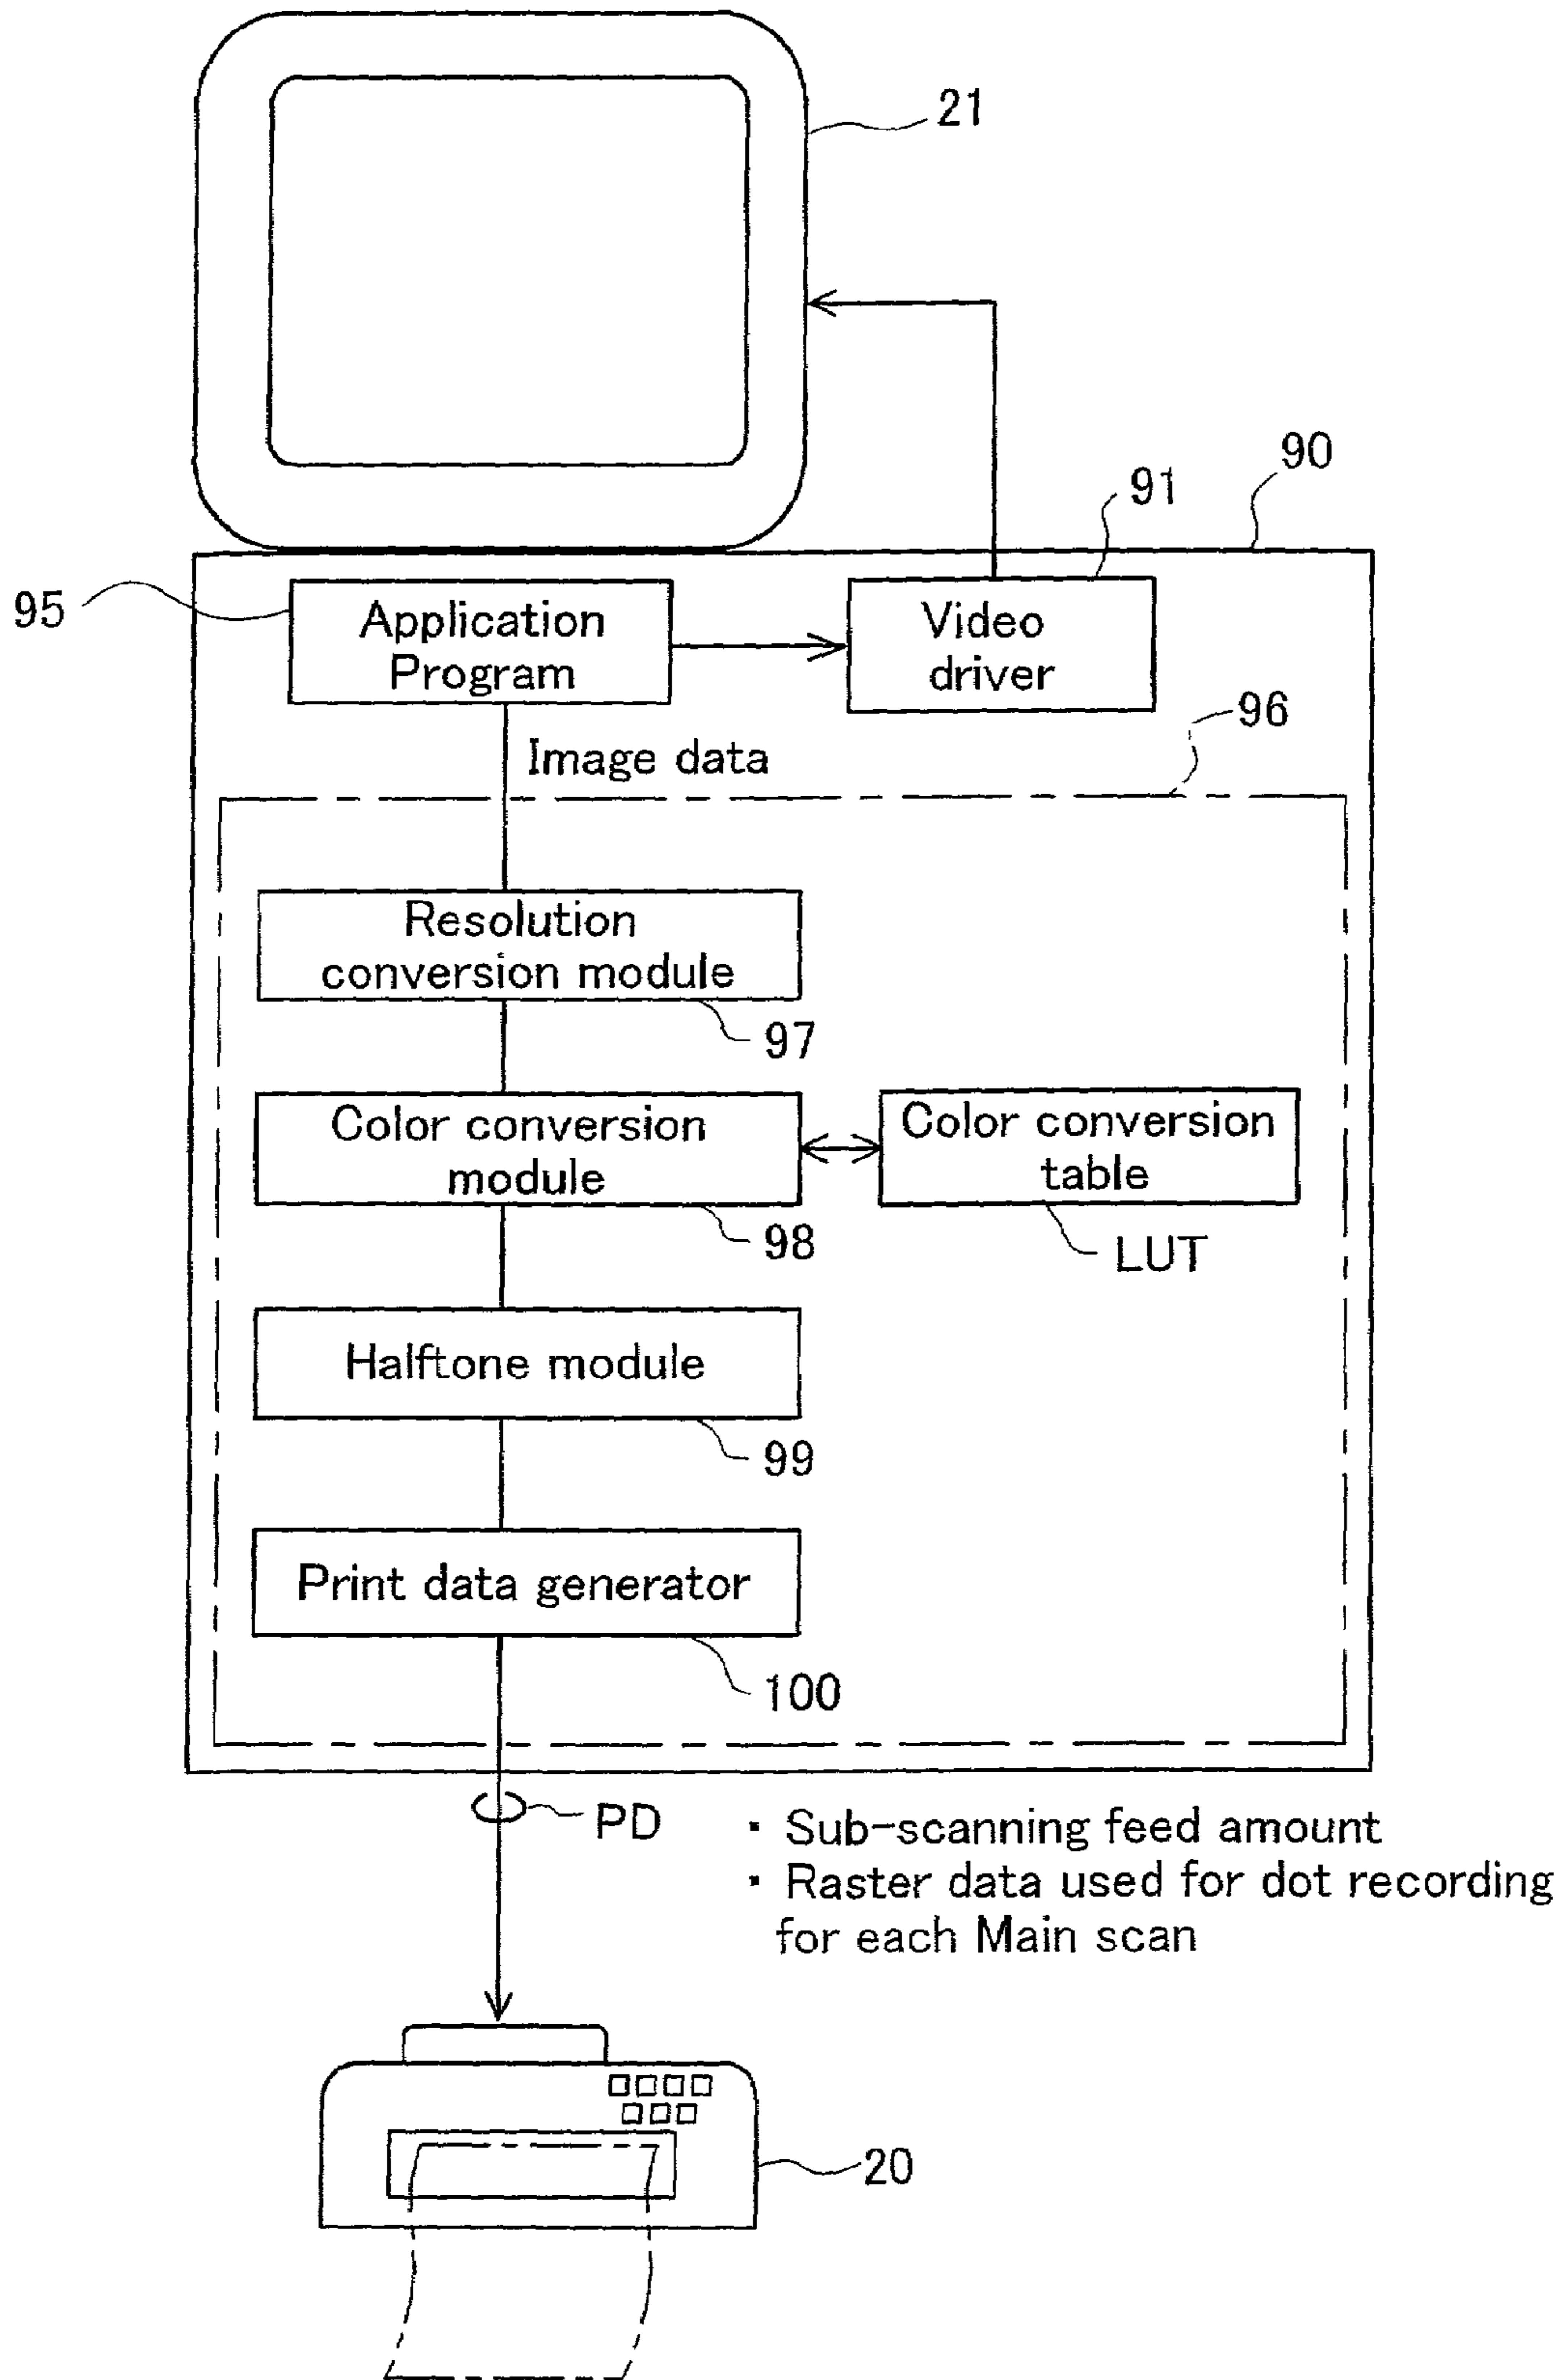 21
90
91
95
Application
Program
Video
driver
96
Image data
Resolution
conversion module
97
Color conversion
module
98
Color conversion
table
LUT
Halftone module
99
Print data generator
100
PD
・ Sub-scanning feed amount
・ Raster data used for dot recording
for each Main scan
20